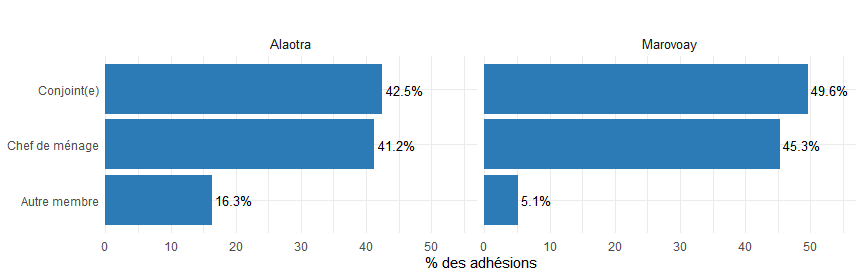 Alaotra
Marovoay
Conjoint(e)
42.5%
49.6%
Chef de ménage
41.2%
45.3%
Autre membre
16.3%
5.1%
0 10 20 30 40 50
0 10 20 30 40 50
% des adhésions